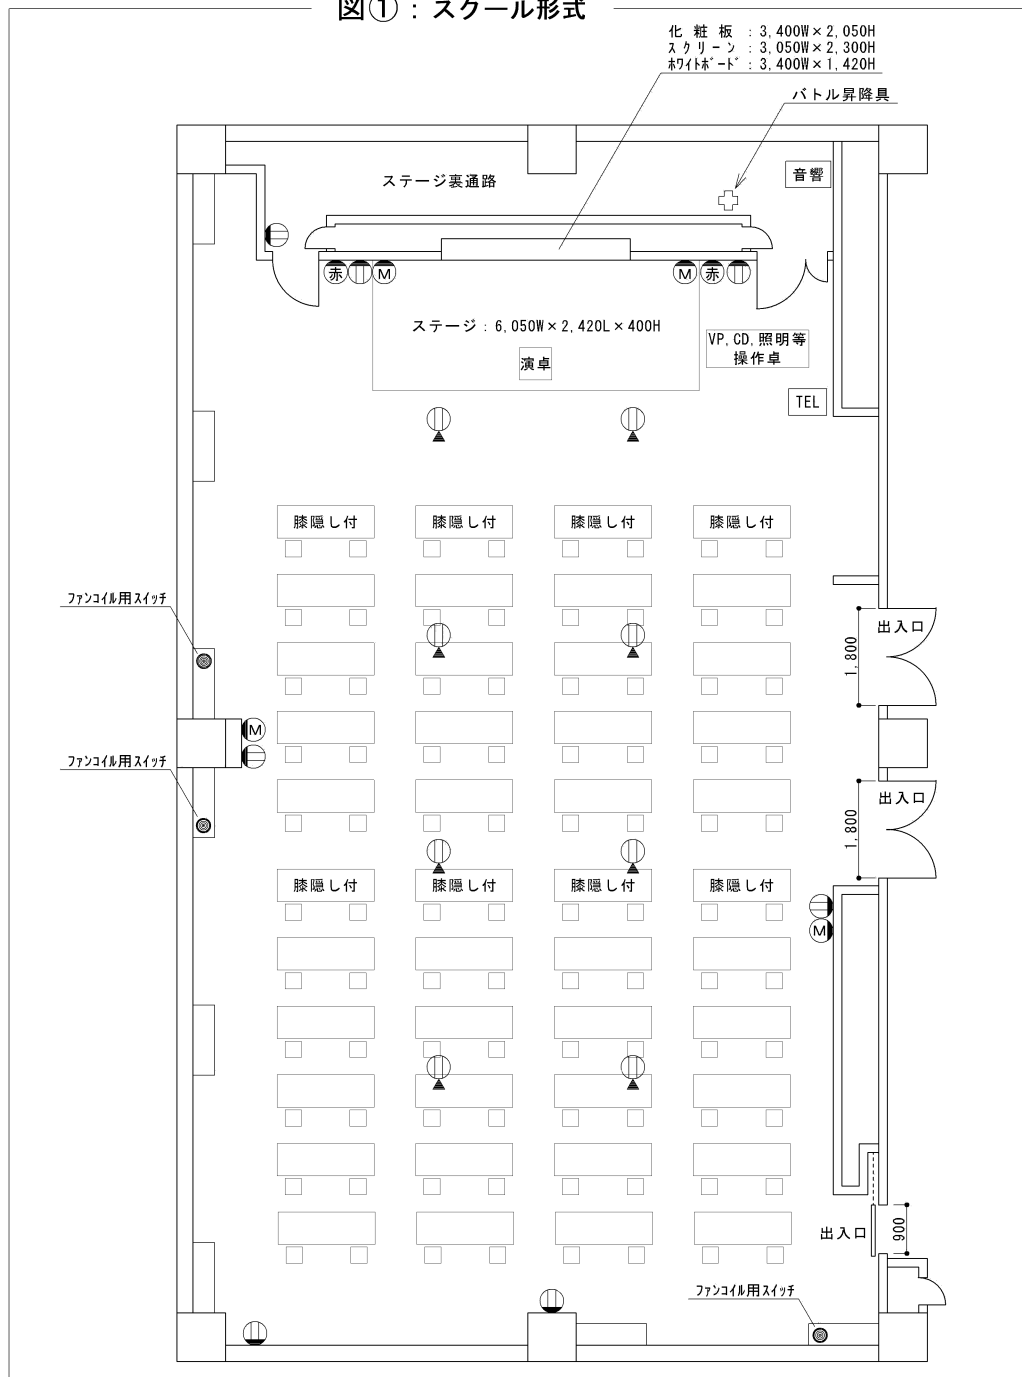 図①：スクール形式
化粧板：3,400W×2,050H
スクリーン：3,050W×2,300H
ホワイトボード：3,400W×1,420H
バトル昇降具
ステージ裏通路
音響
赤
M
M
赤
ステージ：6,050W×2,420L×400H
VP,CD,照明等
操作卓
演卓
TEL
膝隠し付
膝隠し付
膝隠し付
膝隠し付
ファンコイル用スイッチ
出入口
1,800
M
ファンコイル用スイッチ
出入口
1,800
膝隠し付
膝隠し付
膝隠し付
膝隠し付
M
出入口
900
ファンコイル用スイッチ